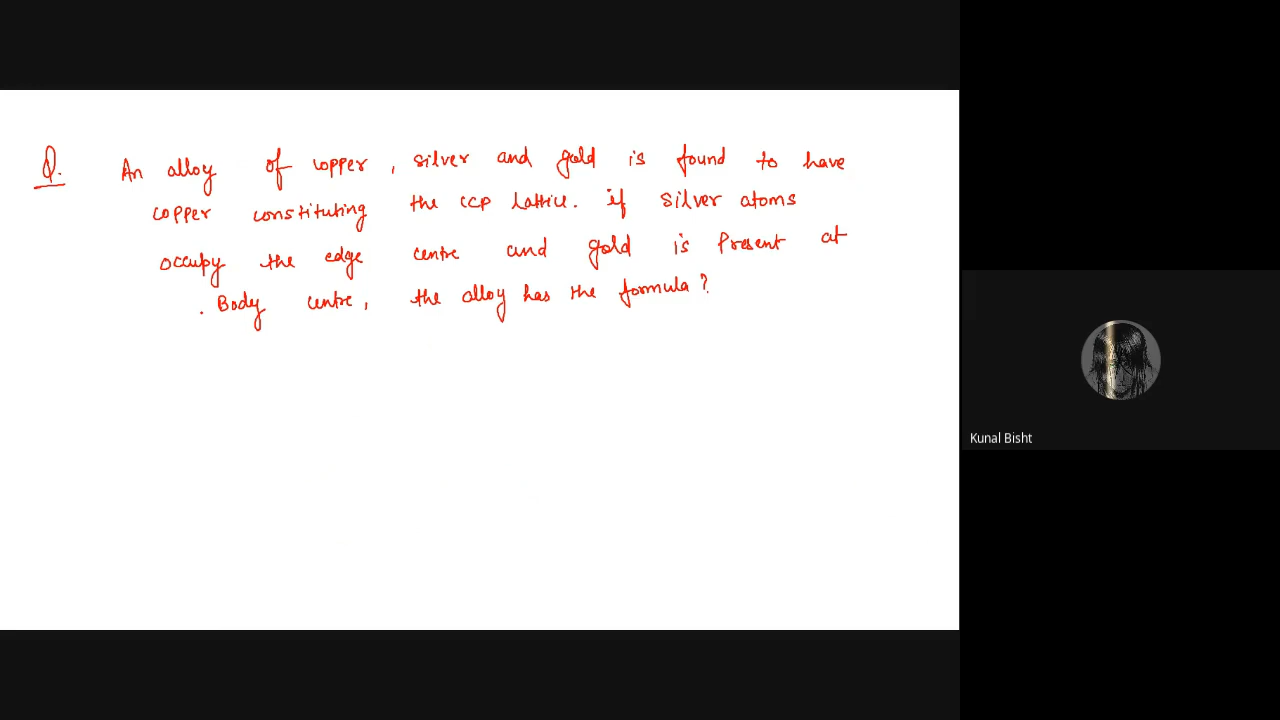 Q. An alloy of copper, silver and gold is found to have
copper constituting the ccp lattice. if silver atoms
occupy the edge centre and gold is Present at
. Body centre, the alloy has the formula?
Kunal Bisht